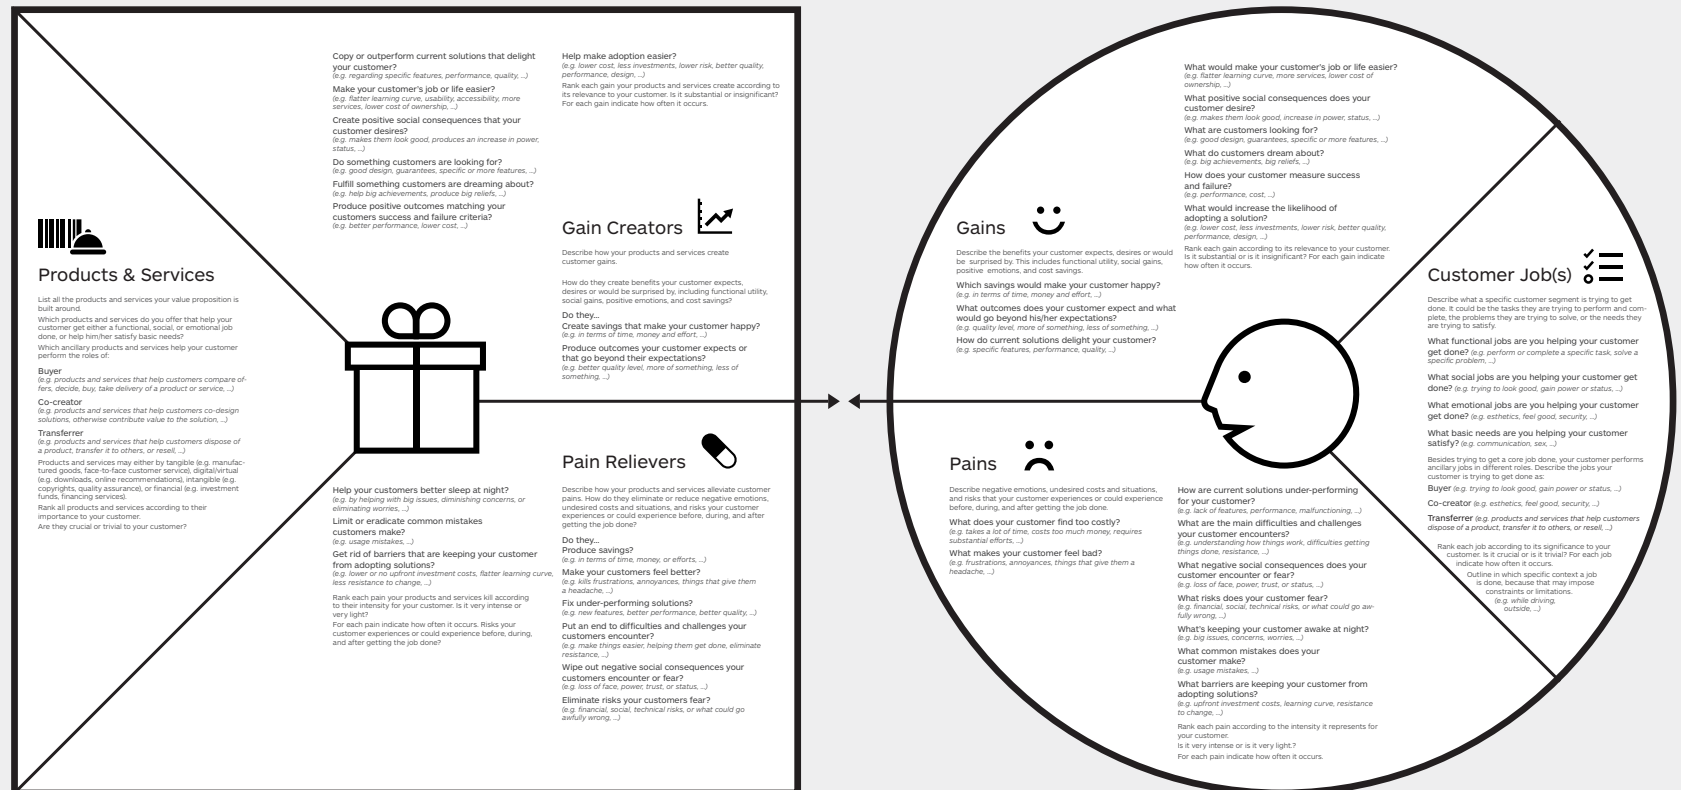 Products & Services
List all the products and services your value proposition is
built around.
Which products and services do you offer that help your
customer get either a functional, social, or emotional job
done, or help him/her satisfy basic needs?
Which ancillary products and services help your customer
perform the roles of:
Buyer
(e.g. products and services that help customers compare of-
fers, decide, buy, take delivery of a product or service, ...)
Co-creator
(e.g. products and services that help customers co-design
solutions, otherwise contribute value to the solution, ...)
Transferrer
(e.g. products and services that help customers dispose of
a product, transfer it to others, or resell, ...)
Products and services may either by tangible (e.g. manufac-
tured goods, face-to-face customer service), digital/virtual
(e.g. downloads, online recommendations), intangible (e.g.
copyrights, quality assurance), or financial (e.g. investment
funds, financing services).
Rank all products and services according to their
importance to your customer.
Are they crucial or trivial to your customer?
Gain Creators
Describe how your products and services create
customer gains.
How do they create benefits your customer expects,
desires or would be surprised by, including functional utility,
social gains, positive emotions, and cost savings?
Do they...
Create savings that make your customer happy?
(e.g. in terms of time, money and effort, ...)
Produce outcomes your customer expects or
that go beyond their expectations?
(e.g. better quality level, more of something, less of
something, ...)
Copy or outperform current solutions that delight
your customer?
(e.g. regarding specific features, performance, quality, ...)
Make your customer's job or life easier?
(e.g. flatter learning curve, usability, accessibility, more
services, lower cost of ownership, ...)
Create positive social consequences that your
customer desires?
(e.g. makes them look good, produces an increase in power,
status, ...)
Do something customers are looking for?
(e.g. good design, guarantees, specific or more features, ...)
Fulfill something customers are dreaming about?
(e.g. help big achievements, produce big reliefs, ...)
Produce positive outcomes matching your
customers success and failure criteria?
(e.g. better performance, lower cost, ...)
Help make adoption easier?
(e.g. lower cost, less investments, lower risk, better quality,
performance, design, ...)
Rank each gain your products and services create according to
its relevance to your customer. Is it substantial or insignificant?
For each gain indicate how often it occurs.
Pain Relievers
Describe how your products and services alleviate customer
pains. How do they eliminate or reduce negative emotions,
undesired costs and situations, and risks your customer
experiences or could experience before, during, and after
getting the job done?
Do they...
Produce savings?
(e.g. in terms of time, money, or efforts, ...)
Make your customers feel better?
(e.g. kills frustrations, annoyances, things that give them
a headache, ...)
Fix under-performing solutions?
(e.g. new features, better performance, better quality, ...)
Put an end to difficulties and challenges your
customers encounter?
(e.g. make things easier, helping them get done, eliminate
resistance, ...)
Wipe out negative social consequences your
customers encounter or fear?
(e.g. loss of face, power, trust, or status, ...)
Eliminate risks your customers fear?
(e.g. financial, social, technical risks, or what could go
awfully wrong, ...)
Help your customers better sleep at night?
(e.g. by helping with big issues, diminishing concerns, or
eliminating worries, ...)
Limit or eradicate common mistakes
customers make?
(e.g. usage mistakes, ...)
Get rid of barriers that are keeping your customer
from adopting solutions?
(e.g. lower or no upfront investment costs, flatter learning curve,
less resistance to change, ...)
Rank each pain your products and services kill according
to their intensity for your customer. Is it very intense or
very light?
For each pain indicate how often it occurs. Risks your
customer experiences or could experience before, during,
and after getting the job done?
Gains
Describe the benefits your customer expects, desires or would
be surprised by. This includes functional utility, social gains,
positive emotions, and cost savings.
Which savings would make your customer happy?
(e.g. in terms of time, money and effort, ...)
What outcomes does your customer expect and what
would go beyond his/her expectations?
(e.g. quality level, more of something, less of something, ...)
How do current solutions delight your customer?
(e.g. specific features, performance, quality, ...)
What would make your customer's job or life easier?
(e.g. flatter learning curve, more services, lower cost of
ownership, ...)
What positive social consequences does your
customer desire?
(e.g. makes them look good, increase in power, status, ...)
What are customers looking for?
(e.g. good design, guarantees, specific or more features, ...)
What do customers dream about?
(e.g. big achievements, big reliefs, ...)
How does your customer measure success
and failure?
(e.g. performance, cost, ...)
What would increase the likelihood of
adopting a solution?
(e.g. lower cost, less investments, lower risk, better quality,
performance, design, ...)
Rank each gain according to its relevance to your customer.
Is it substantial or is it insignificant? For each gain indicate
how often it occurs.
Pains
Describe negative emotions, undesired costs and situations,
and risks that your customer experiences or could experience
before, during, and after getting the job done.
What does your customer find too costly?
(e.g. takes a lot of time, costs too much money, requires
substantial efforts, ...)
What makes your customer feel bad?
(e.g. frustrations, annoyances, things that give them a
headache, ...)
How are current solutions under-performing
for your customer?
(e.g. lack of features, performance, malfunctioning, ...)
What are the main difficulties and challenges
your customer encounters?
(e.g. understanding how things work, difficulties getting
things done, resistance, ...)
What negative social consequences does your
customer encounter or fear?
(e.g. loss of face, power, trust, or status, ...)
What risks does your customer fear?
(e.g. financial, social, technical risks, or what could go aw-
fully wrong, ...)
What's keeping your customer awake at night?
(e.g. big issues, concerns, worries, ...)
What common mistakes does your
customer make?
(e.g. usage mistakes, ...)
What barriers are keeping your customer from
adopting solutions?
(e.g. upfront investment costs, learning curve, resistance
to change, ...)
Rank each pain according to the intensity it represents for
your customer.
Is it very intense or is it very light.?
For each pain indicate how often it occurs.
Customer Job(s)
Describe what a specific customer segment is trying to get
done. It could be the tasks they are trying to perform and com-
plete, the problems they are trying to solve, or the needs they
are trying to satisfy.
What functional jobs are you helping your customer
get done? (e.g. perform or complete a specific task, solve a
specific problem, ...)
What social jobs are you helping your customer get
done? (e.g. trying to look good, gain power or status, ...)
What emotional jobs are you helping your customer
get done? (e.g. esthetics, feel good, security, ...)
What basic needs are you helping your customer
satisfy? (e.g. communication, sex, ...)
Besides trying to get a core job done, your customer performs
ancillary jobs in different roles. Describe the jobs your
customer is trying to get done as:
Buyer (e.g. trying to look good, gain power or status, ...)
Co-creator (e.g. esthetics, feel good, security, ...)
Transferrer (e.g. products and services that help customers
dispose of a product, transfer it to others, or resell, ...)
Rank each job according to its significance to your
customer. Is it crucial or is it trivial? For each job
indicate how often it occurs.
Outline in which specific context a job
is done, because that may impose
constraints or limitations.
(e.g. while driving,
outside, ...)